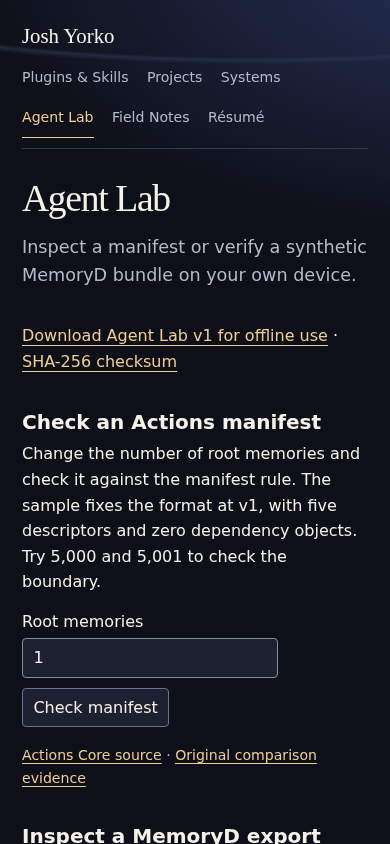 Josh Yorko
Plugins & Skills Projects Systems
Agent Lab Field Notes Résumé
Agent Lab
Inspect a manifest or verify a synthetic
MemoryD bundle on your own device.
Download Agent Lab v1 for offline use ·
SHA-256 checksum
Check an Actions manifest
Change the number of root memories and
check it against the manifest rule. The
sample fixes the format at v1, with five
descriptors and zero dependency objects.
Try 5,000 and 5,001 to check the
boundary.
Root memories
1
Check manifest
Actions Core source · Original comparison
evidence
Inspect a MemoryD export